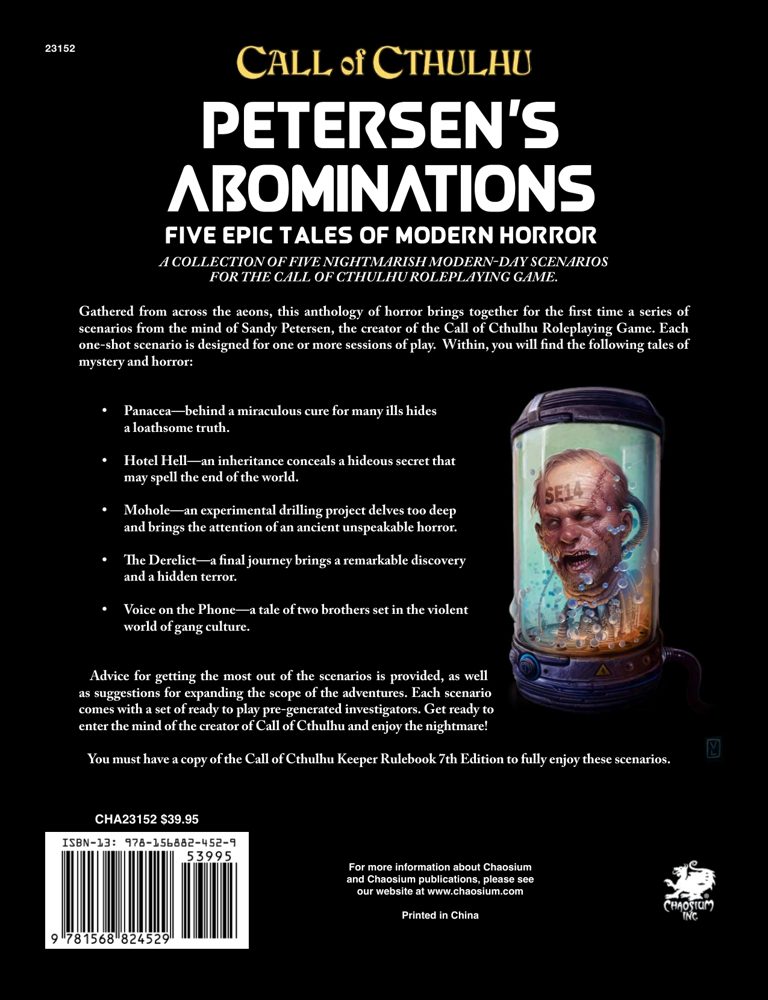 23152
CALL of CTHULHU
PETERSEN'S
ABOMINATIONS
FIVE EPIC TALES OF MODERN HORROR
A COLLECTION OF FIVE NIGHTMARISH MODERN-DAY SCENARIOS
FOR THE CALL OF CTHULHU ROLEPLAYING GAME.
Gathered from across the aeons, this anthology of horror brings together for the first time a series of
scenarios from the mind of Sandy Petersen, the creator of the Call of Cthulhu Roleplaying Game. Each
one-shot scenario is designed for one or more sessions of play. Within, you will find the following tales of
mystery and horror:
• Panacea—behind a miraculous cure for many ills hides
a loathsome truth.
• Hotel Hell—an inheritance conceals a hideous secret that
may spell the end of the world.
• Mohole—an experimental drilling project delves too deep
and brings the attention of an ancient unspeakable horror.
• The Derelict—a final journey brings a remarkable discovery
and a hidden terror.
• Voice on the Phone—a tale of two brothers set in the violent
world of gang culture.
SE14
Advice for getting the most out of the scenarios is provided, as well
as suggestions for expanding the scope of the adventures. Each scenario
comes with a set of ready to play pre-generated investigators. Get ready to
enter the mind of the creator of Call of Cthulhu and enjoy the nightmare!
You must have a copy of the Call of Cthulhu Keeper Rulebook 7th Edition to fully enjoy these scenarios.
CHA23152 $39.95
ISBN-13: 978-156882-452-9
53995
9 781568 824529
For more information about Chaosium
and Chaosium publications, please see
our website at www.chaosium.com
Printed in China
CHAOSIUM
INC